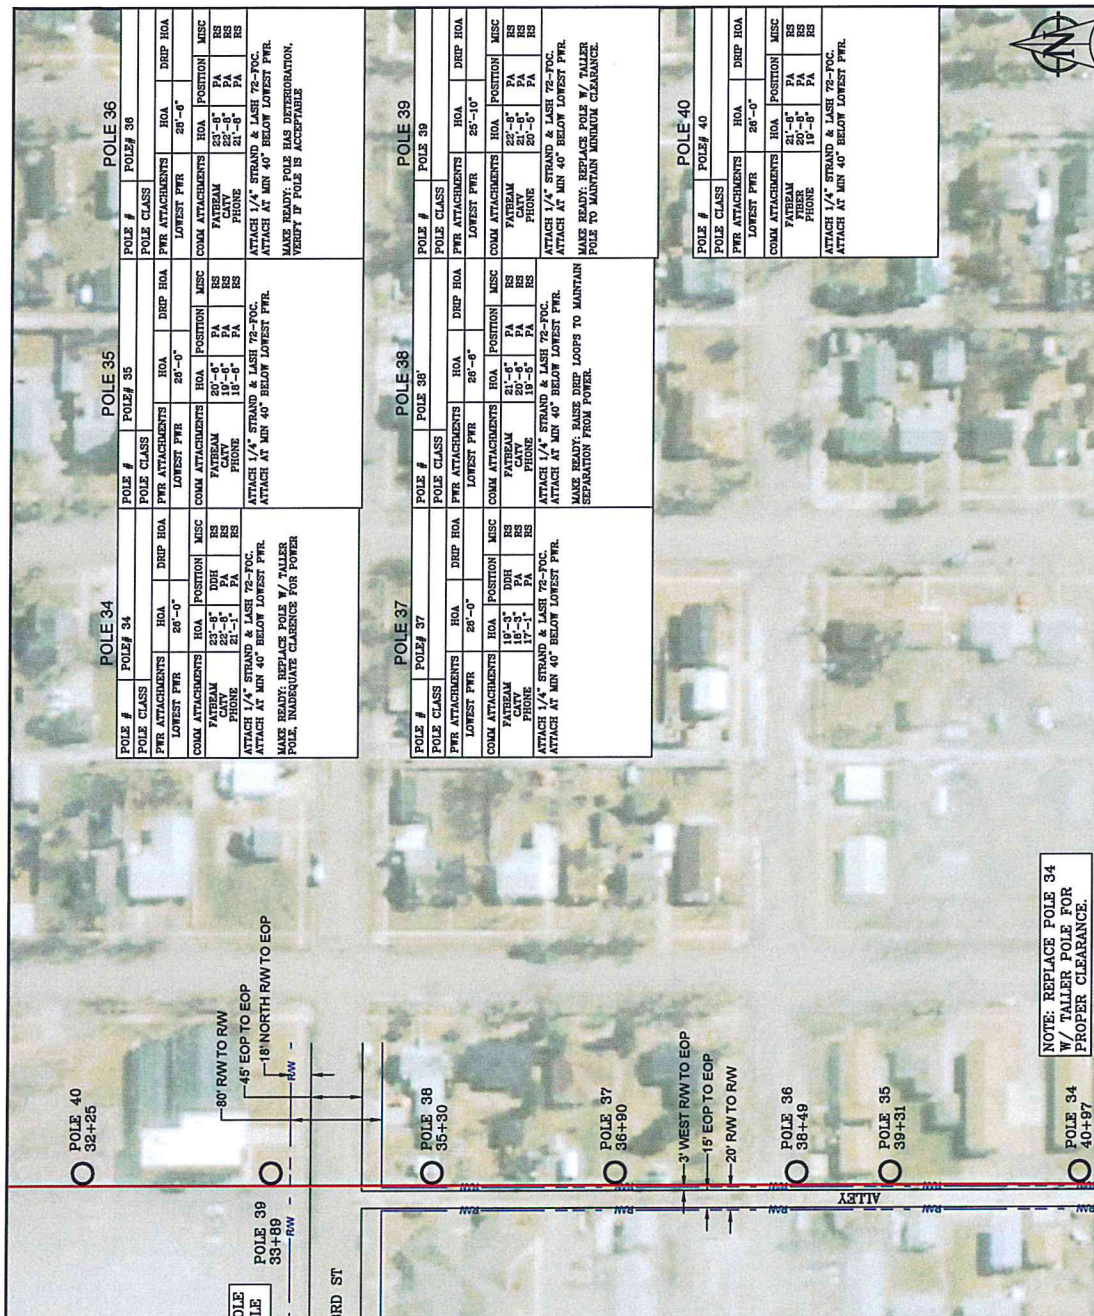 POLE 34
POLE # POLE# 34
POLE CLASS
PWR ATTACHMENTS HOA DRIP HOA
LOWEST PWR 26'-0"
COMM ATTACHMENTS HOA POSITION MISC
FATBEAM 23'-8" DDH RS
CATV 22'-8" PA RS
PHONE 21'-1" PA RS
ATTACH 1/4" STRAND & LASH 72-FOC.
ATTACH AT MIN 40" BELOW LOWEST PWR.
MAKE READY: REPLACE POLE W/ TALLER
POLE, INADEQUATE CLARENCE FOR POWER
POLE 35
POLE # POLE# 35
POLE CLASS
PWR ATTACHMENTS HOA DRIP HOA
LOWEST PWR 26'-0"
COMM ATTACHMENTS HOA POSITION MISC
FATBEAM 20'-6" PA RS
CATV 19'-6" PA RS
PHONE 18'-6" PA RS
ATTACH 1/4" STRAND & LASH 72-FOC.
ATTACH AT MIN 40" BELOW LOWEST PWR.
POLE 36
POLE # POLE# 36
POLE CLASS
PWR ATTACHMENTS HOA DRIP HOA
LOWEST PWR 28'-6"
COMM ATTACHMENTS HOA POSITION MISC
FATBEAM 23'-8" PA RS
CATV 22'-8" PA RS
PHONE 21'-8" PA RS
ATTACH 1/4" STRAND & LASH 72-FOC.
ATTACH AT MIN 40" BELOW LOWEST PWR.
MAKE READY: POLE HAS DETERIORATION,
VERIFY IF POLE IS ACCEPTABLE
POLE 37
POLE # POLE# 37
POLE CLASS
PWR ATTACHMENTS HOA DRIP HOA
LOWEST PWR 26'-0"
COMM ATTACHMENTS HOA POSITION MISC
FATBEAM 19'-3" DDH RS
CATV 18'-3" PA RS
PHONE 17'-1" PA RS
ATTACH 1/4" STRAND & LASH 72-FOC.
ATTACH AT MIN 40" BELOW LOWEST PWR.
POLE 38
POLE # POLE 38'
POLE CLASS
PWR ATTACHMENTS HOA DRIP HOA
LOWEST PWR 26'-6"
COMM ATTACHMENTS HOA POSITION MISC
FATBEAM 21'-6" PA RS
CATV 20'-6" PA RS
PHONE 19'-5" PA RS
ATTACH 1/4" STRAND & LASH 72-FOC.
ATTACH AT MIN 40" BELOW LOWEST PWR.
MAKE READY: RAISE DRIP LOOPS TO MAINTAIN
SEPARATION FROM POWER.
POLE 39
POLE # POLE 39
POLE CLASS
PWR ATTACHMENTS HOA DRIP HOA
LOWEST PWR 25'-10"
COMM ATTACHMENTS HOA POSITION MISC
FATBEAM 22'-8" PA RS
CATV 21'-6" PA RS
PHONE 20'-5" PA RS
ATTACH 1/4" STRAND & LASH 72-FOC.
ATTACH AT MIN 40" BELOW LOWEST PWR.
MAKE READY: REPLACE POLE W/ TALLER
POLE TO MAINTAIN MINIMUM CLEARANCE.
POLE 40
POLE # POLE# 40
POLE CLASS
PWR ATTACHMENTS HOA DRIP HOA
LOWEST PWR 26'-0"
COMM ATTACHMENTS HOA POSITION MISC
FATBEAM 21'-8" PA RS
FIBER 20'-8" PA RS
PHONE 19'-8" PA RS
ATTACH 1/4" STRAND & LASH 72-FOC.
ATTACH AT MIN 40" BELOW LOWEST PWR.
N
80' R/W TO R/W
45' EOP TO EOP
18' NORTH R/W TO EOP
R/W
R/W
POLE 40
32+25
POLE 39
33+89
POLE 38
35+30
POLE 37
36+90
POLE 36
38+49
POLE 35
39+31
POLE 34
40+97
3' WEST R/W TO EOP
15' EOP TO EOP
20' R/W TO R/W
R/W
R/W
R/W
R/W
R/W
R/W
R/W
R/W
ALLEY
RD ST
NOTE: REPLACE POLE 34
W/ TALLER POLE FOR
PROPER CLEARANCE.